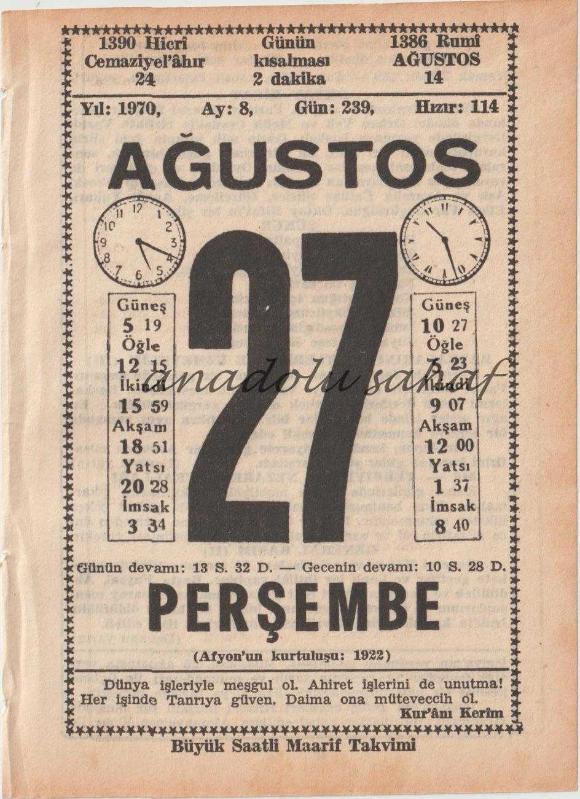 1390 Hicrî Günün 1386 Rumî
Cemaziyel'âhır kısalması AĞUSTOS
24 2 dakika 14
Yıl: 1970, Ay: 8, Gün: 239, Hızır: 114
AĞUSTOS
27
Güneş
5 19
Öğle
12 15
İkindi
15 59
Akşam
18 51
Yatsı
20 28
İmsak
3 34
Güneş
10 27
Öğle
5 23
İkindi
9 07
Akşam
12 00
Yatsı
1 37
İmsak
8 40
anadolu sahaf
Günün devamı: 13 S. 32 D. — Gecenin devamı: 10 S. 28 D.
PERŞEMBE
(Afyon'un kurtuluşu: 1922)
Dünya işleriyle meşgul ol. Ahiret işlerini de unutma!
Her işinde Tanrıya güven. Daima ona müteveccih ol.
Kur'ânı Kerîm
Büyük Saatli Maarif Takvimi